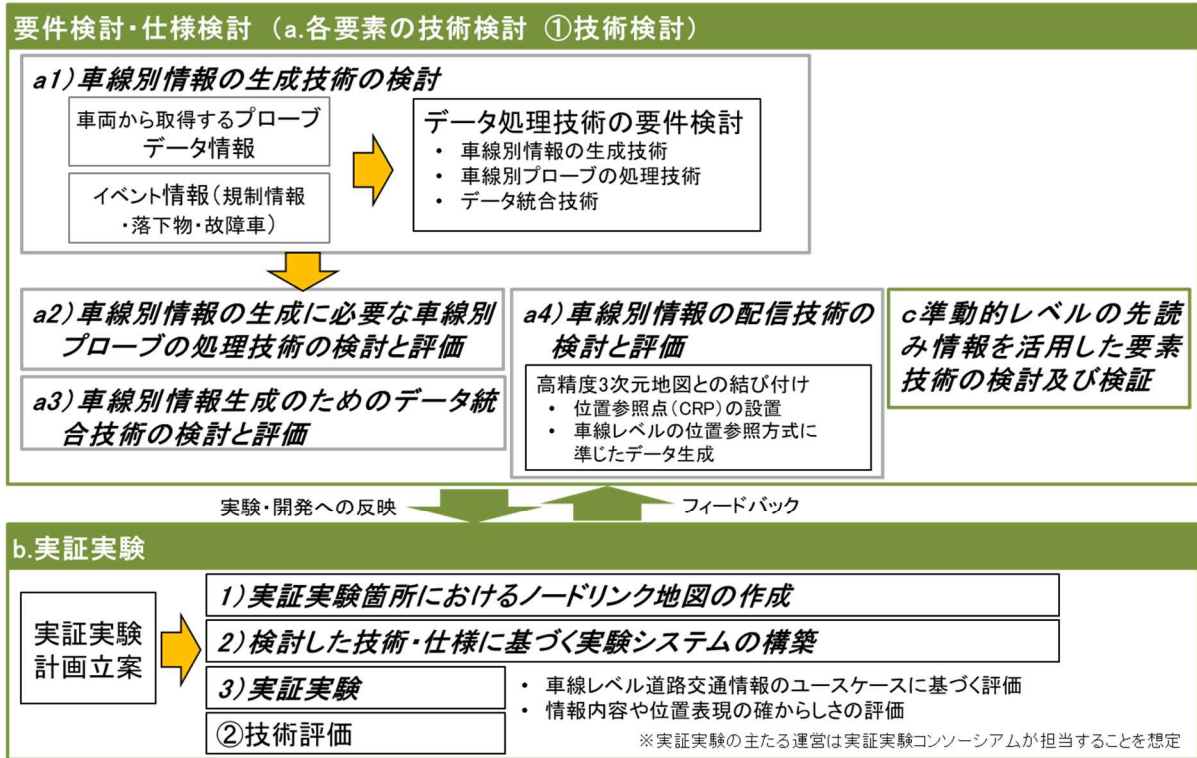 要件検討・仕様検討 (a.各要素の技術検討 ①技術検討)
a1)車線別情報の生成技術の検討
車両から取得するプローブ
データ情報
イベント情報(規制情報
・落下物・故障車)
データ処理技術の要件検討
・ 車線別情報の生成技術
・ 車線別プローブの処理技術
・ データ統合技術
a2)車線別情報の生成に必要な車線別
プローブの処理技術の検討と評価
a3)車線別情報生成のためのデータ統
合技術の検討と評価
a4)車線別情報の配信技術の
検討と評価
高精度3次元地図との結び付け
・ 位置参照点(CRP)の設置
・ 車線レベルの位置参照方式に
準じたデータ生成
c準動的レベルの先読
み情報を活用した要素
技術の検討及び検証
実験・開発への反映
フィードバック
b.実証実験
実証実験
計画立案
1)実証実験箇所におけるノードリンク地図の作成
2)検討した技術・仕様に基づく実験システムの構築
3)実証実験
②技術評価
・ 車線レベル道路交通情報のユースケースに基づく評価
・ 情報内容や位置表現の確からしさの評価
※実証実験の主たる運営は実証実験コンソーシアムが担当することを想定